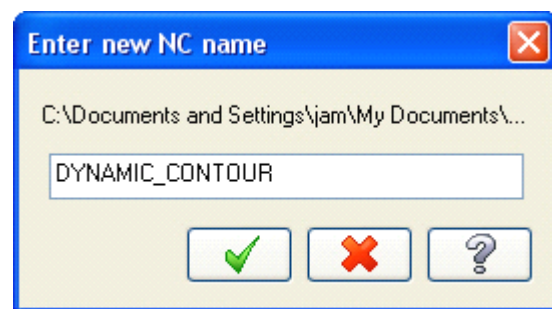 Enter new NC name
C:\Documents and Settings\jam\My Documents\...
DYNAMIC_CONTOUR